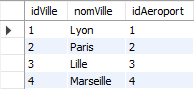 idVille nomVille idAeroport
1 Lyon 1
2 Paris 2
3 Lille 3
4 Marseille 4